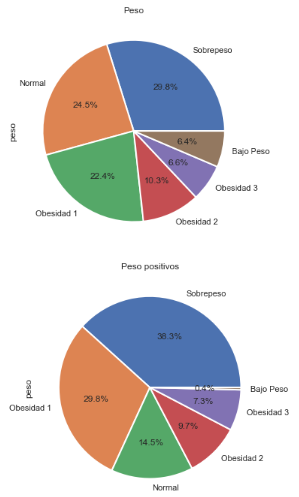 Peso
Sobrepeso
29.8%
Normal
24.5%
peso
6.4%
Bajo Peso
6.6%
Obesidad 3
22.4%
10.3%
Obesidad 1
Obesidad 2
Peso positivos
Sobrepeso
38.3%
0.4%
Bajo Peso
peso
7.3%
Obesidad 1
29.8%
Obesidad 3
9.7%
14.5%
Obesidad 2
Normal